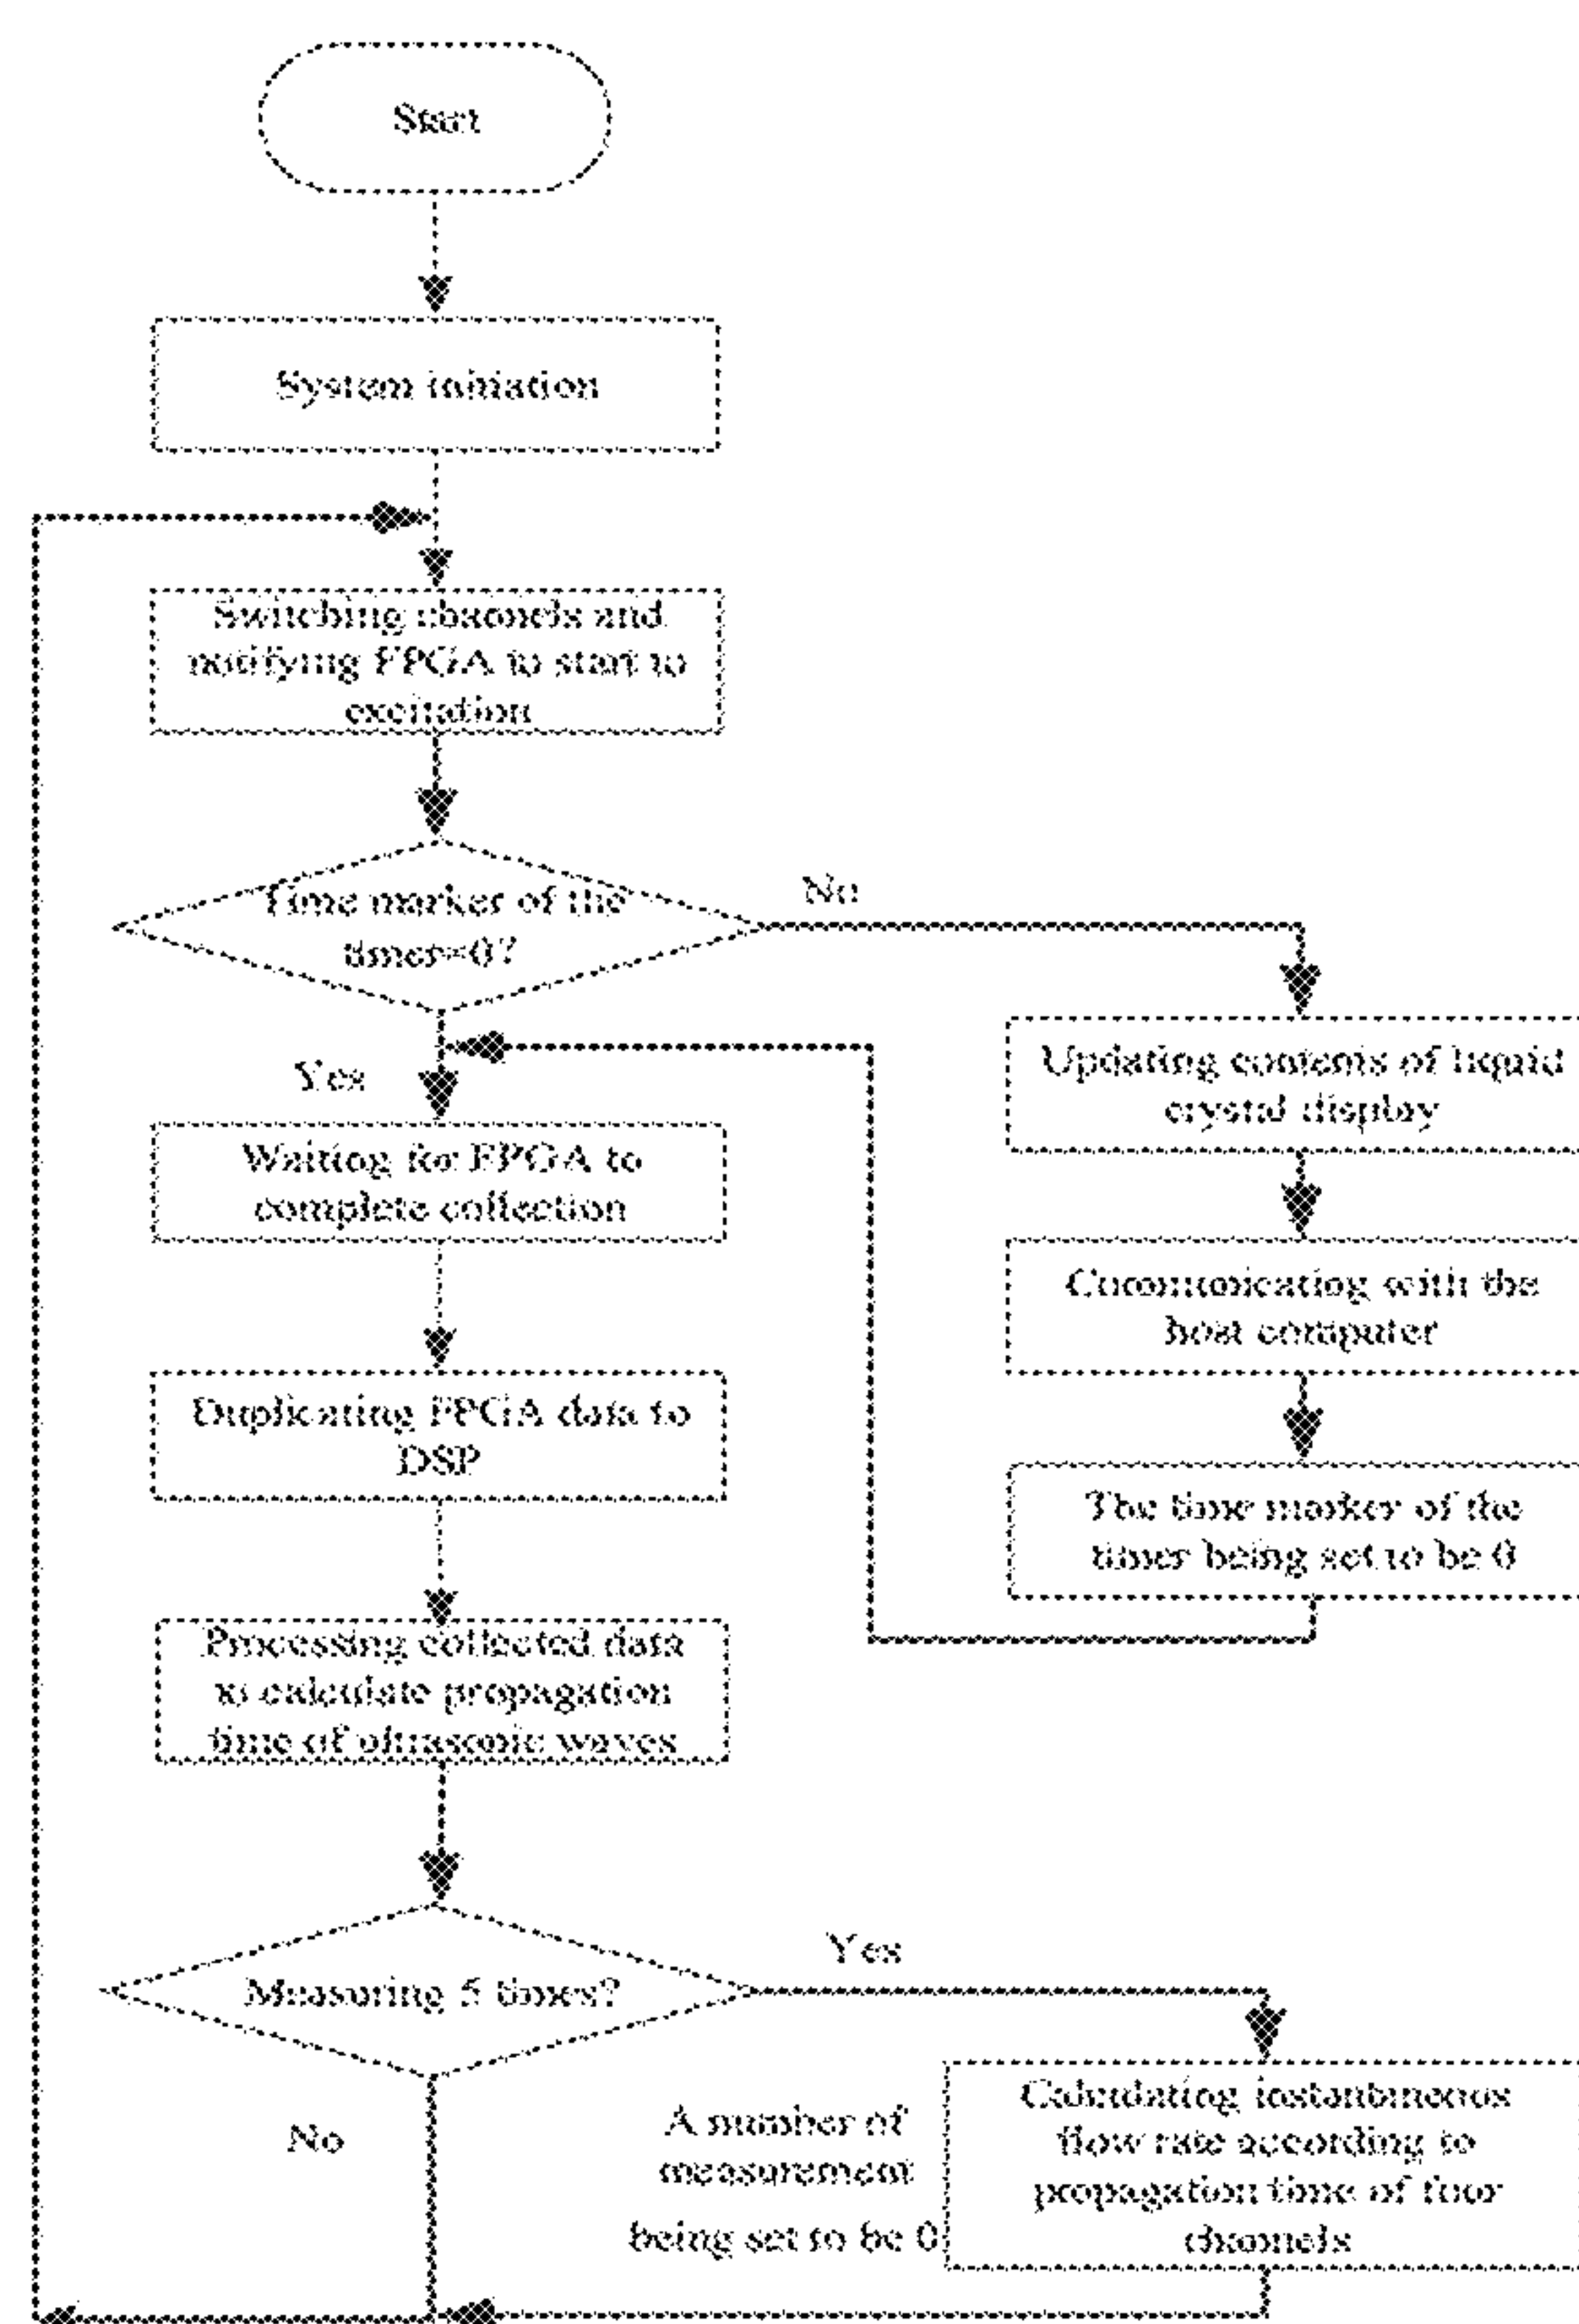 Start
System initiation
Switching channels and
notifying FPGA to start to
excitation
Time marker of the
timer=0?
No
Yes
Updating contents of liquid
crystal display
Waiting for FPGA to
complete collection
Communicating with the
host computer
Duplicating FPGA data to
DSP
The time marker of the
timer being set to be 0
Processing collected data
to calculate propagation
time of ultrasonic waves
Measuring 5 times?
Yes
No
A number of
measurement
being set to be 0
Calculating instantaneous
flow rate according to
propagation time of four
channels